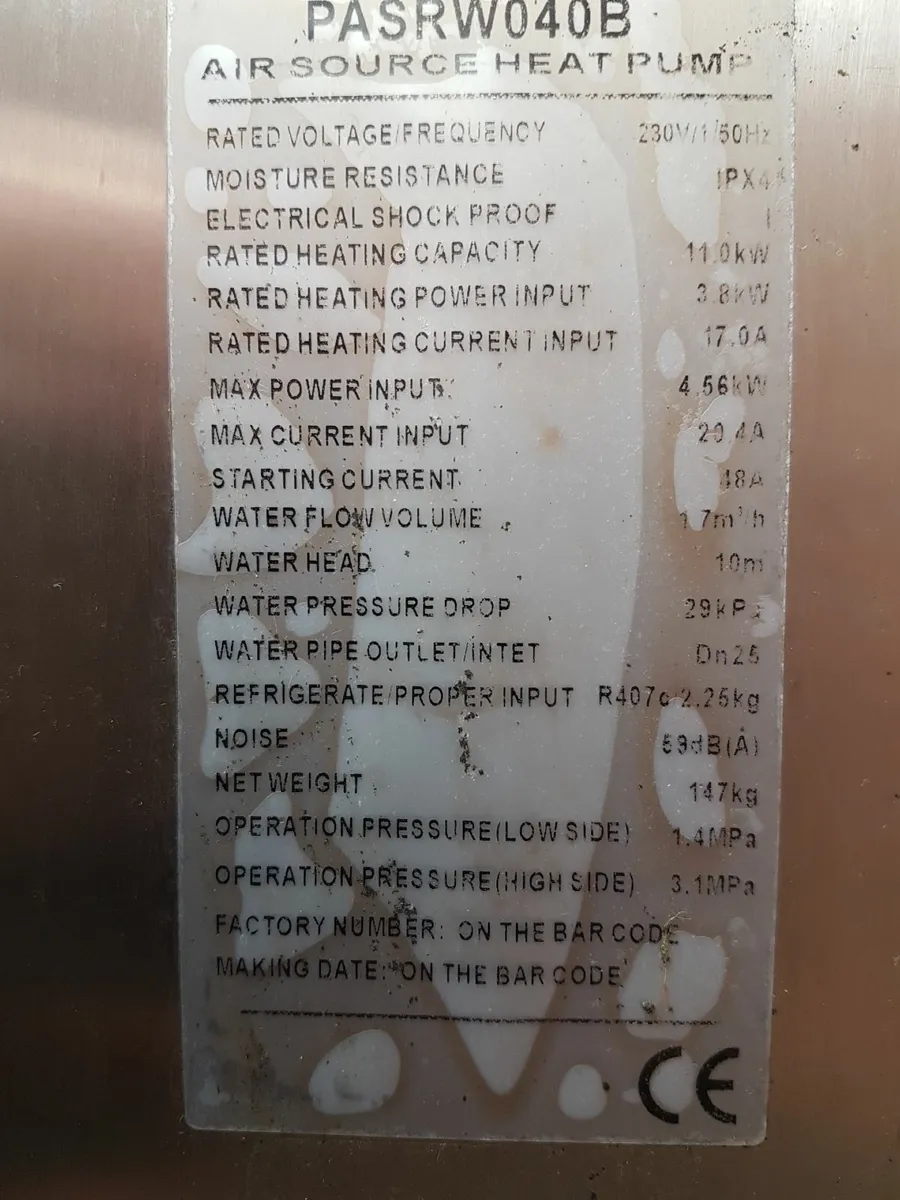 PASRW040B
AIR SOURCE HEAT PUMP
RATED VOLTAGE/FREQUENCY 230V/1/50Hz
MOISTURE RESISTANCE IPX4
ELECTRICAL SHOCK PROOF I
RATED HEATING CAPACITY 11.0kW
RATED HEATING POWER INPUT 3.8kW
RATED HEATING CURRENT INPUT 17.0A
MAX POWER INPUT 4.56kW
MAX CURRENT INPUT 20.4A
STARTING CURRENT 48A
WATER FLOW VOLUME 1.7m³/h
WATER HEAD 10m
WATER PRESSURE DROP 29kPa
WATER PIPE OUTLET/INTET Dn25
REFRIGERATE/PROPER INPUT R407c/2.25kg
NOISE 59dB(A)
NET WEIGHT 147kg
OPERATION PRESSURE(LOW SIDE) 1.4MPa
OPERATION PRESSURE(HIGH SIDE) 3.1MPa
FACTORY NUMBER: ON THE BAR CODE
MAKING DATE: ON THE BAR CODE
CE